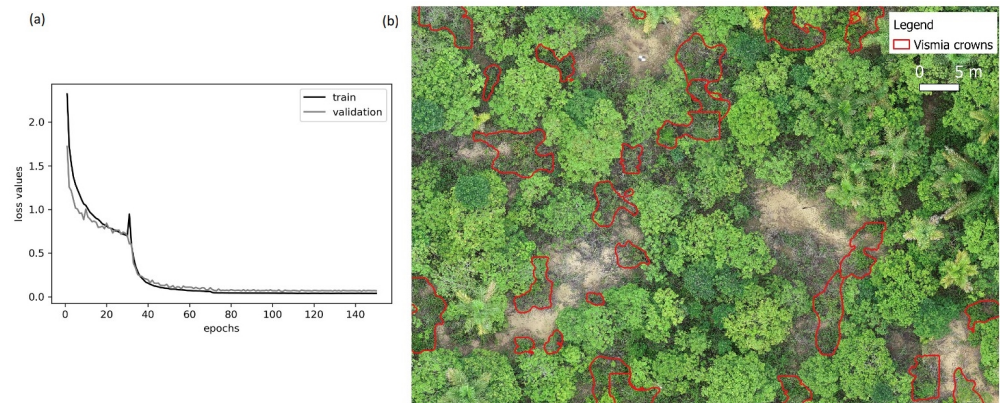 (a)
(b)
train
validation
2.0
1.5
1.0
0.5
0.0
loss values
0 20 40 60 80 100 120 140
epochs
Legend
Vismia crowns
0 5 m